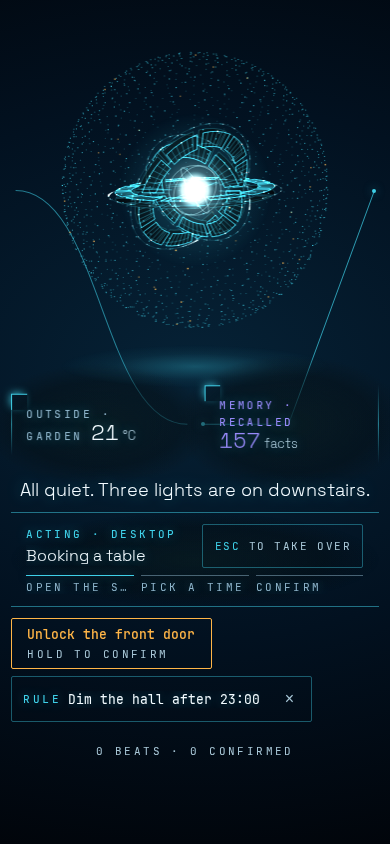 OUTSIDE ·
GARDEN 21 °C
MEMORY ·
RECALLED
157 facts
All quiet. Three lights are on downstairs.
ACTING · DESKTOP
Booking a table
ESC TO TAKE OVER
OPEN THE S… PICK A TIME CONFIRM
Unlock the front door
HOLD TO CONFIRM
RULE Dim the hall after 23:00 ×
0 BEATS · 0 CONFIRMED